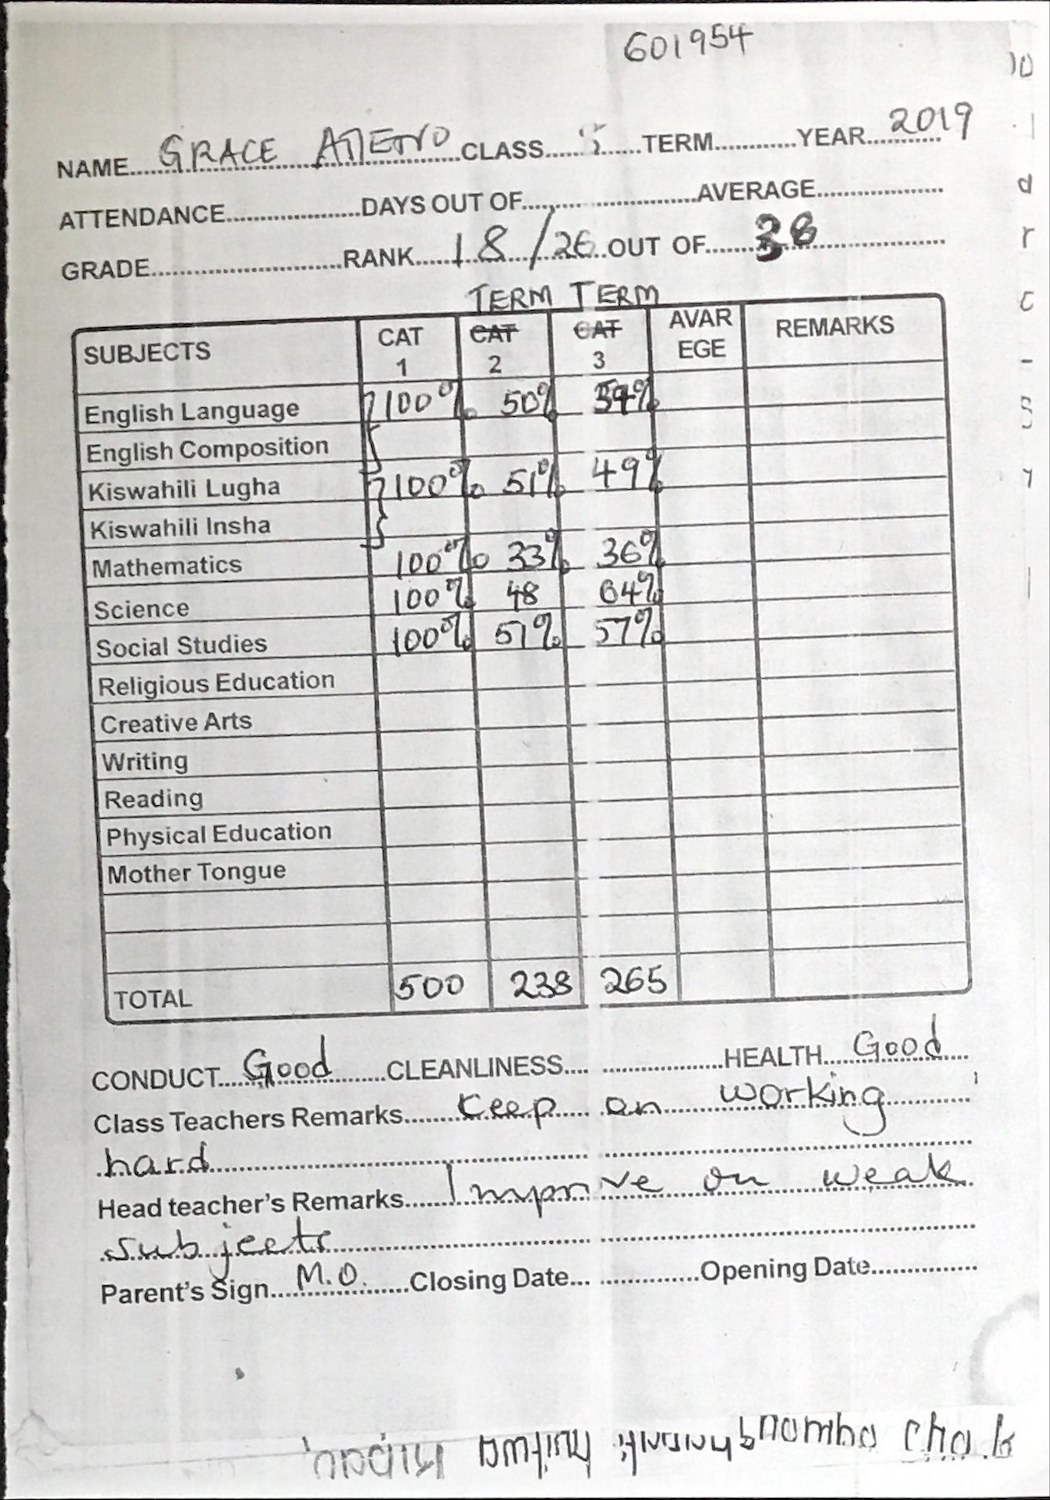 601954
NAME GRACE ATIENO CLASS 5 TERM YEAR 2019
ATTENDANCE DAYS OUT OF AVERAGE
GRADE RANK 18/26 OUT OF 38
TERM TERM
SUBJECTS CAT 1 CAT 2 CAT 3 AVAREGE REMARKS
English Language 100% 50% 59%
English Composition
Kiswahili Lugha 100% 51% 49%
Kiswahili Insha
Mathematics 100% 33% 36%
Science 100% 48 64%
Social Studies 100% 51% 57%
Religious Education
Creative Arts
Writing
Reading
Physical Education
Mother Tongue
TOTAL 500 238 265
CONDUCT Good CLEANLINESS HEALTH Good
Class Teachers Remarks Keep on working
hard
Head teacher's Remarks Improve on weak
subjects
Parent's Sign M.O. Closing Date Opening Date